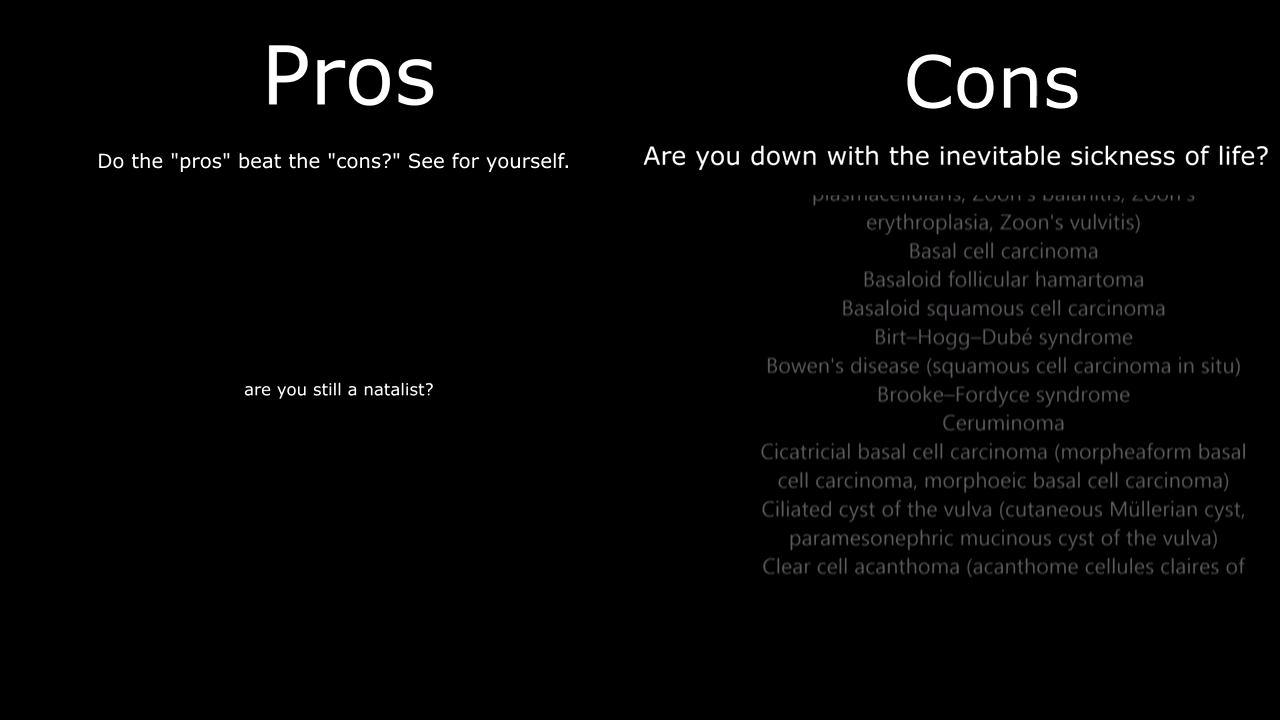 Pros
Do the "pros" beat the "cons?" See for yourself.
are you still a natalist?
Cons
Are you down with the inevitable sickness of life?
plasmacellularis, Zoon's balanitis, Zoon's
erythroplasia, Zoon's vulvitis)
Basal cell carcinoma
Basaloid follicular hamartoma
Basaloid squamous cell carcinoma
Birt–Hogg–Dubé syndrome
Bowen's disease (squamous cell carcinoma in situ)
Brooke–Fordyce syndrome
Ceruminoma
Cicatricial basal cell carcinoma (morpheaform basal
cell carcinoma, morphoeic basal cell carcinoma)
Ciliated cyst of the vulva (cutaneous Müllerian cyst,
paramesonephric mucinous cyst of the vulva)
Clear cell acanthoma (acanthome cellules claires of